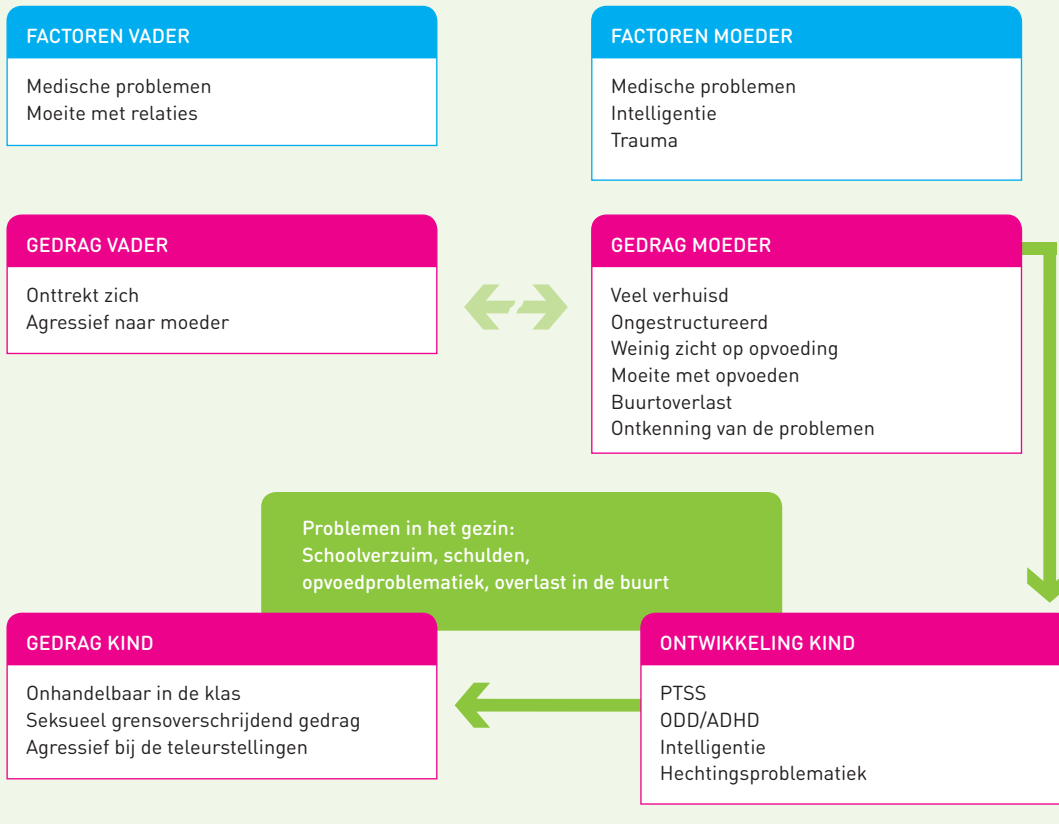 FACTOREN VADER
Medische problemen
Moeite met relaties
FACTOREN MOEDER
Medische problemen
Intelligentie
Trauma
GEDRAG VADER
Onttrekt zich
Agressief naar moeder
GEDRAG MOEDER
Veel verhuisd
Ongestructureerd
Weinig zicht op opvoeding
Moeite met opvoeden
Buurtoverlast
Ontkenning van de problemen
Problemen in het gezin:
Schoolverzuim, schulden,
opvoedproblematiek, overlast in de buurt
GEDRAG KIND
Onhandelbaar in de klas
Seksueel grensoverschrijdend gedrag
Agressief bij de teleurstellingen
ONTWIKKELING KIND
PTSS
ODD/ADHD
Intelligentie
Hechtingsproblematiek